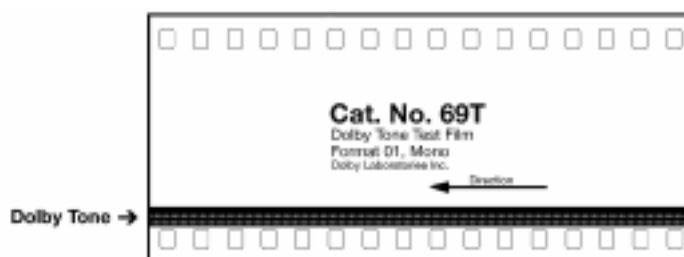 Cat. No. 69T
Dolby Tone Test Film
Format 01, Mono
Dolby Laboratories Inc.
Direction
Dolby Tone →